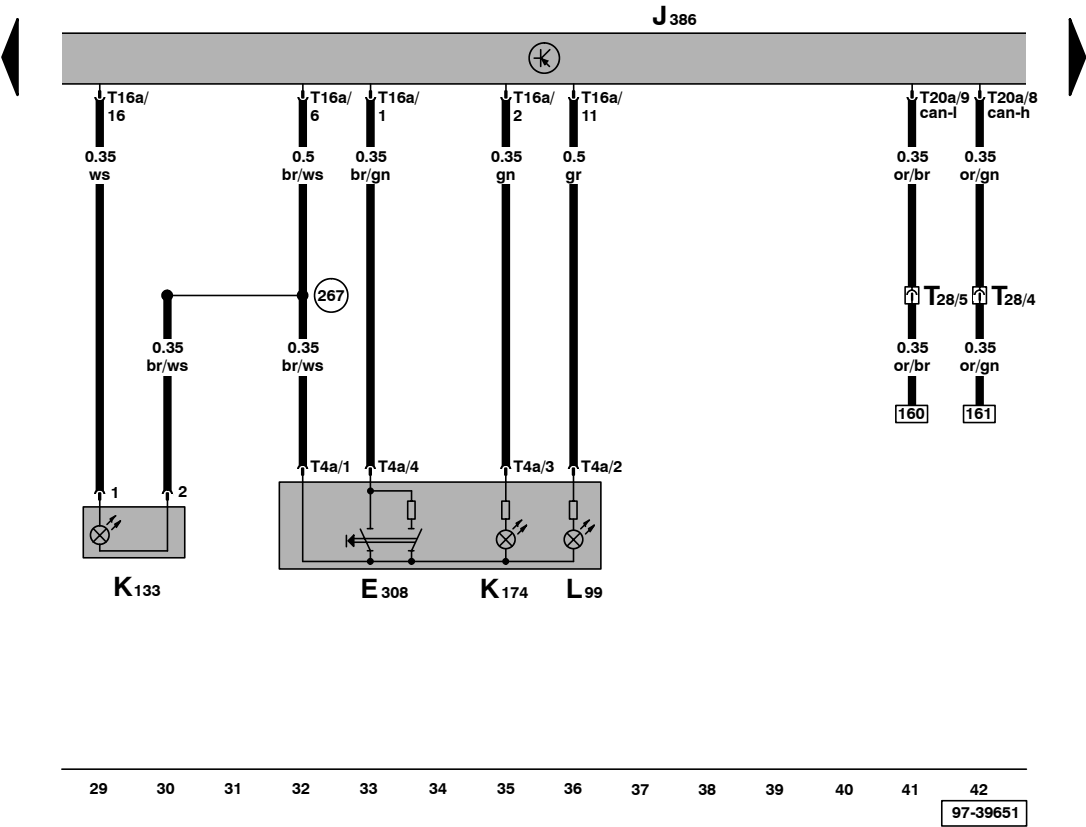 J 386
T16a/ T16a/ T16a/ T16a/ T16a/ T20a/9 T20a/8
16 6 1 2 11 can-l can-h
0.35 0.5 0.35 0.35 0.5 0.35 0.35
ws br/ws br/gn gn gr or/br or/gn
267 T28/5 T28/4
0.35 0.35 0.35 0.35
br/ws br/ws or/br or/gn
160 161
T4a/1 T4a/4 T4a/3 T4a/2
1 2
K133 E308 K174 L99
29 30 31 32 33 34 35 36 37 38 39 40 41 42
97-39651